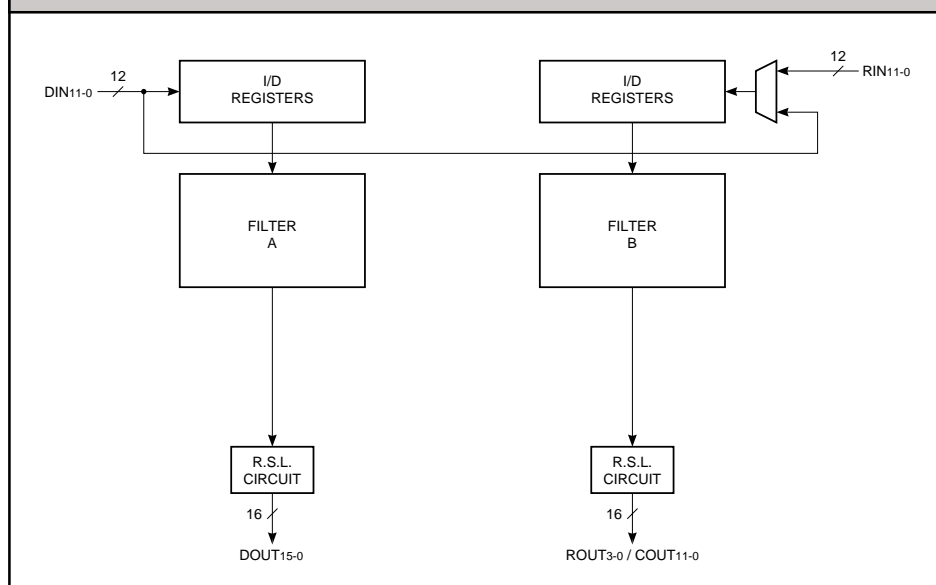 12
DIN11-0
I/D
REGISTERS
I/D
REGISTERS
12
RIN11-0
FILTER
A
FILTER
B
R.S.L.
CIRCUIT
R.S.L.
CIRCUIT
16
16
DOUT15-0
ROUT3-0 / COUT11-0